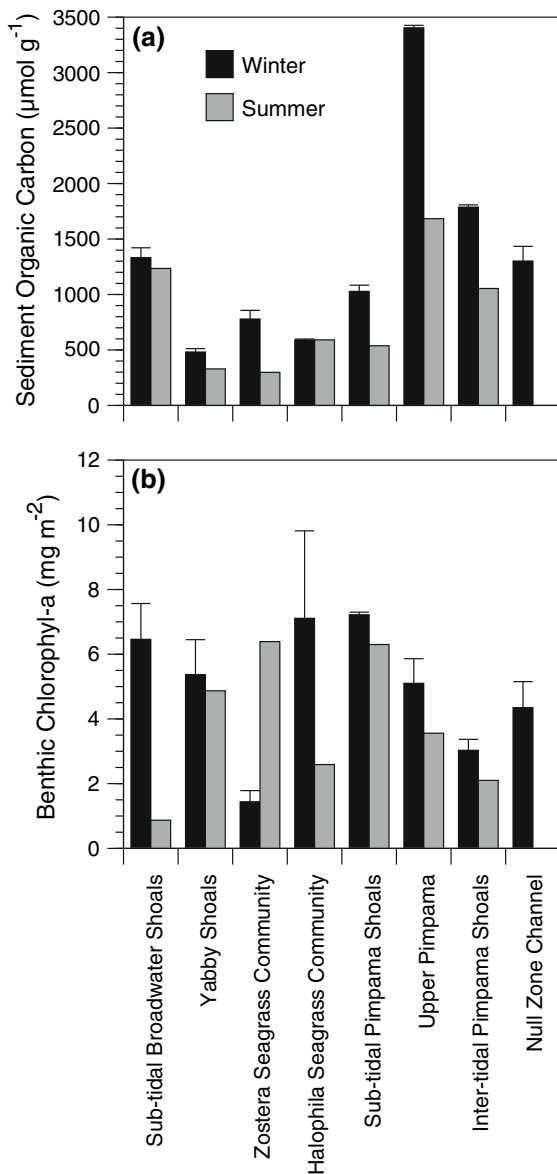 (a)
Winter
Summer
Sediment Organic Carbon (µmol g-1)
3500
3000
2500
2000
1500
1000
500
0
(b)
Benthic Chlorophyl-a (mg m-2)
12
10
8
6
4
2
0
Sub-tidal Broadwater Shoals
Yabby Shoals
Zostera Seagrass Community
Halophila Seagrass Community
Sub-tidal Pimpama Shoals
Upper Pimpama
Inter-tidal Pimpama Shoals
Null Zone Channel